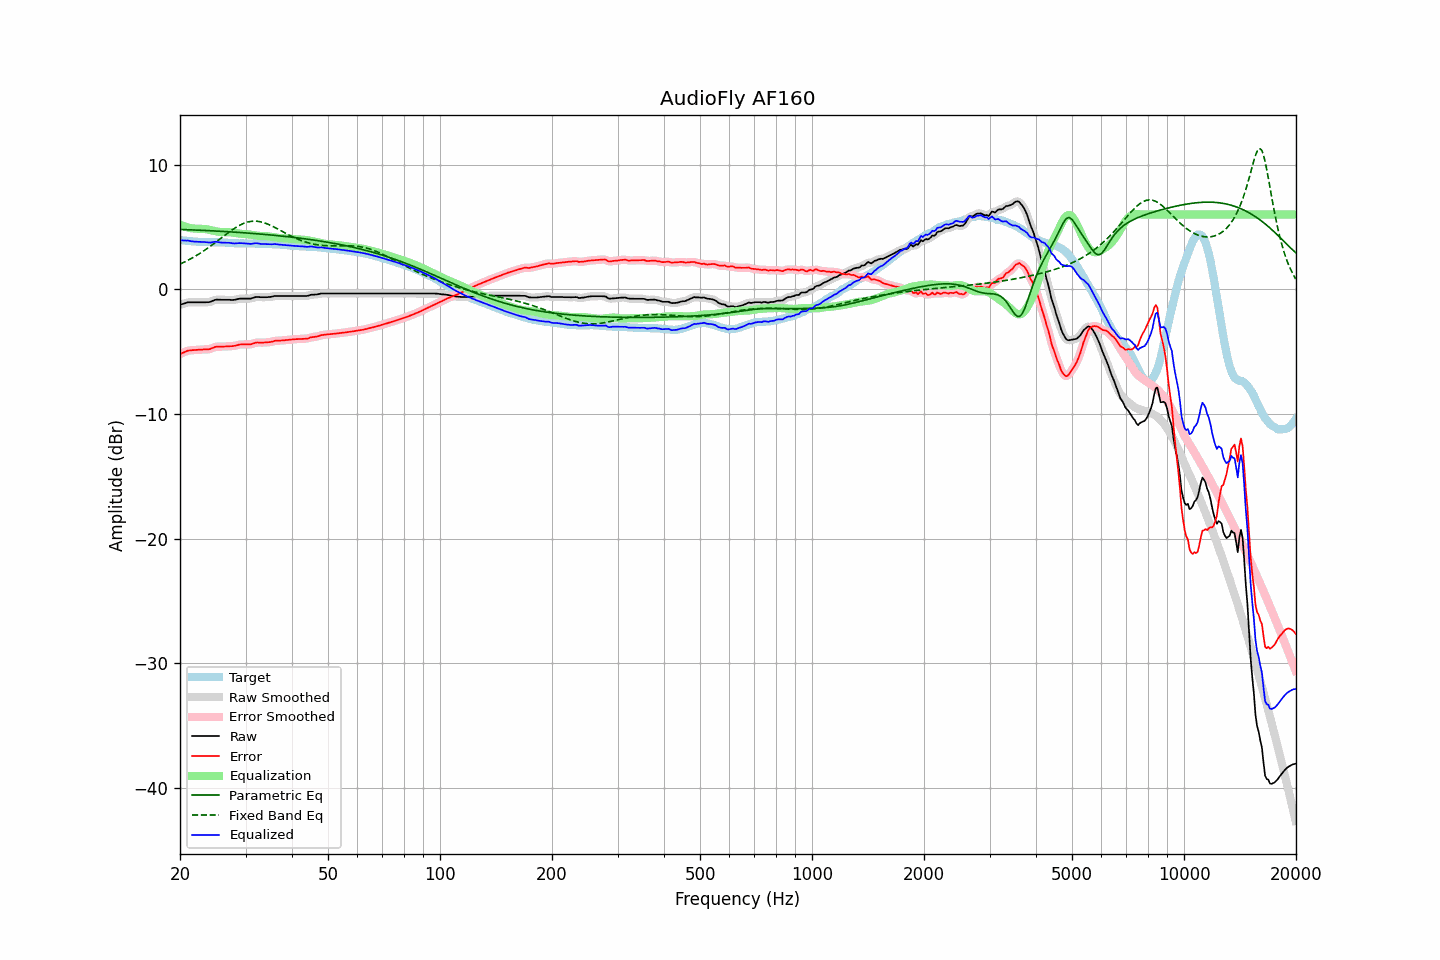 AudioFly AF160
Amplitude (dBr)
10
0
−10
−20
−30
−40
Target
Raw Smoothed
Error Smoothed
Raw
Error
Equalization
Parametric Eq
Fixed Band Eq
Equalized
20 50 100 200 500 1000 2000 5000 10000 20000
Frequency (Hz)